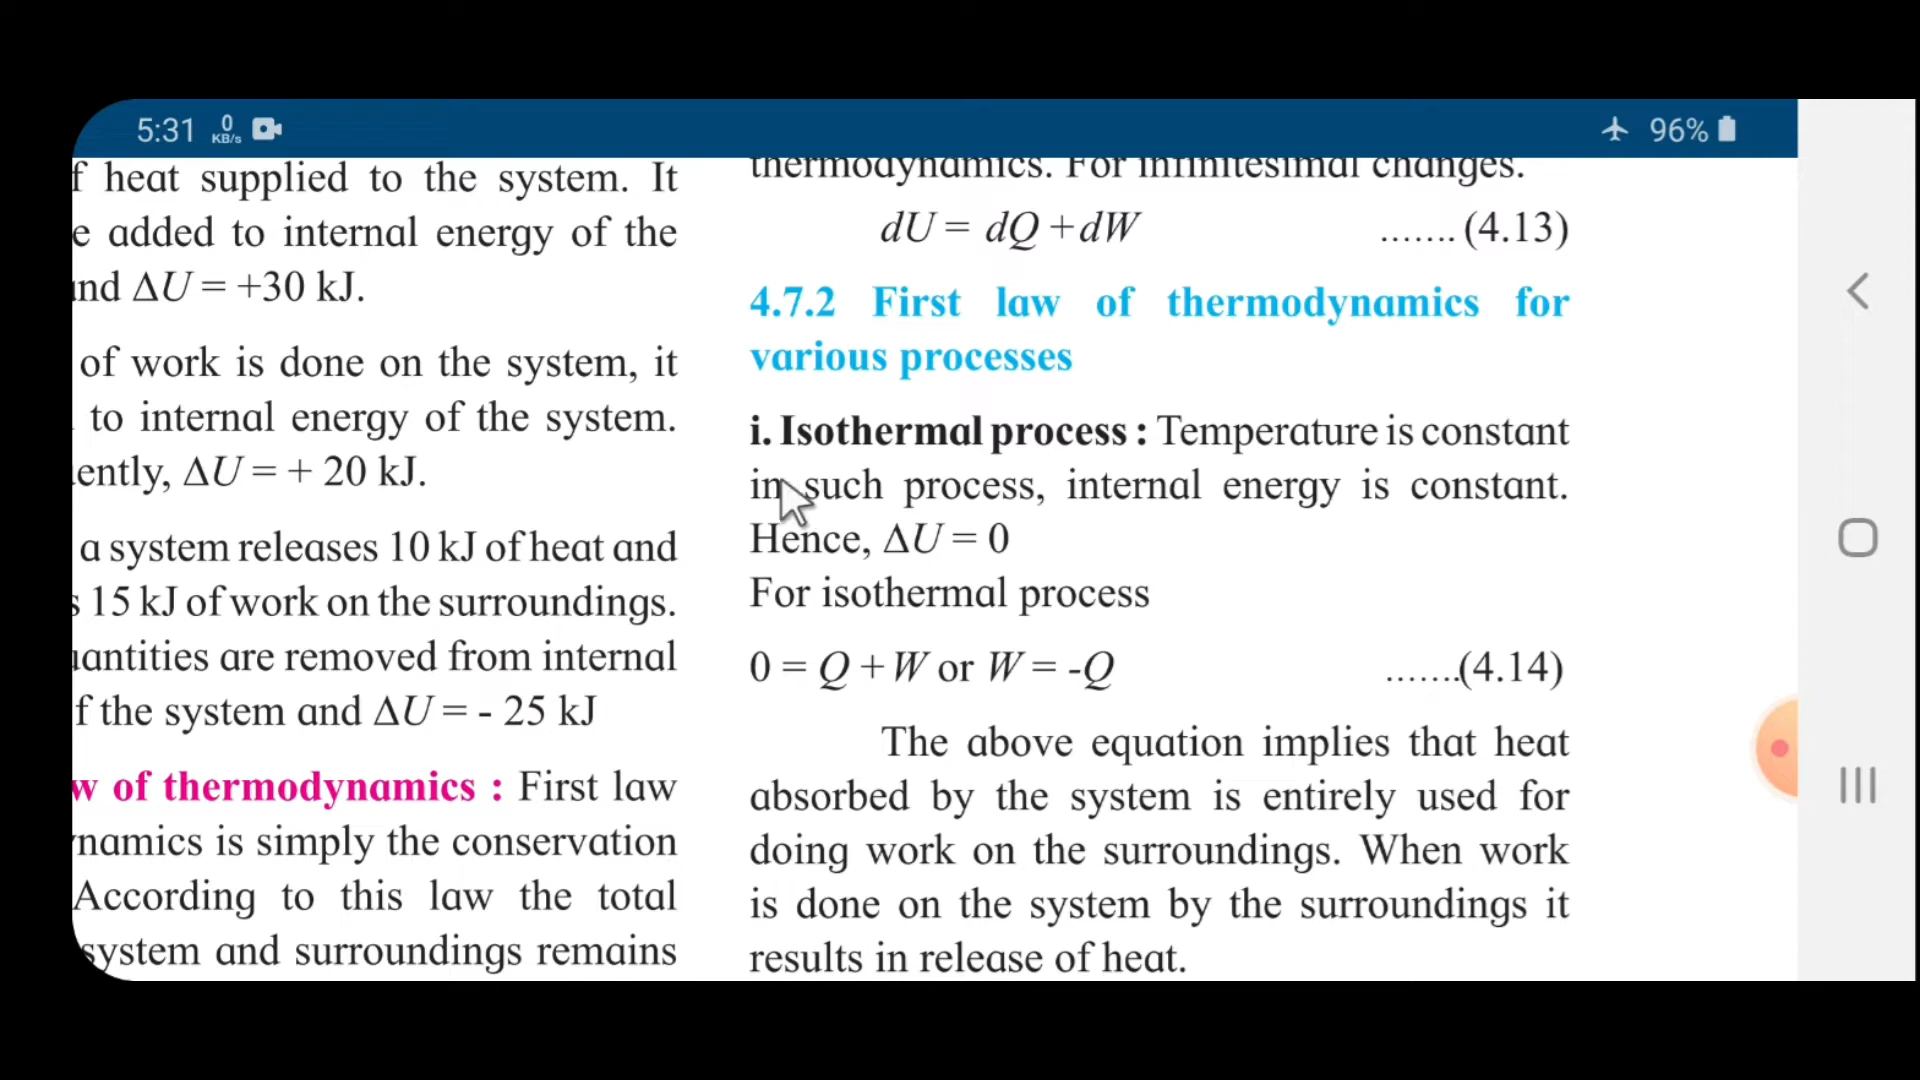 5:31 0 KB/s 96%
f heat supplied to the system. It
e added to internal energy of the
nd ΔU = +30 kJ.
of work is done on the system, it
to internal energy of the system.
ently, ΔU = + 20 kJ.
a system releases 10 kJ of heat and
s 15 kJ of work on the surroundings.
antities are removed from internal
f the system and ΔU = - 25 kJ
w of thermodynamics : First law
namics is simply the conservation
According to this law the total
system and surroundings remains
thermodynamics. For infinitesimal changes.
dU = dQ +dW .......(4.13)
4.7.2 First law of thermodynamics for
various processes
i. Isothermal process : Temperature is constant
in such process, internal energy is constant.
Hence, ΔU = 0
For isothermal process
0 = Q + W or W = -Q .......(4.14)
The above equation implies that heat
absorbed by the system is entirely used for
doing work on the surroundings. When work
is done on the system by the surroundings it
results in release of heat.